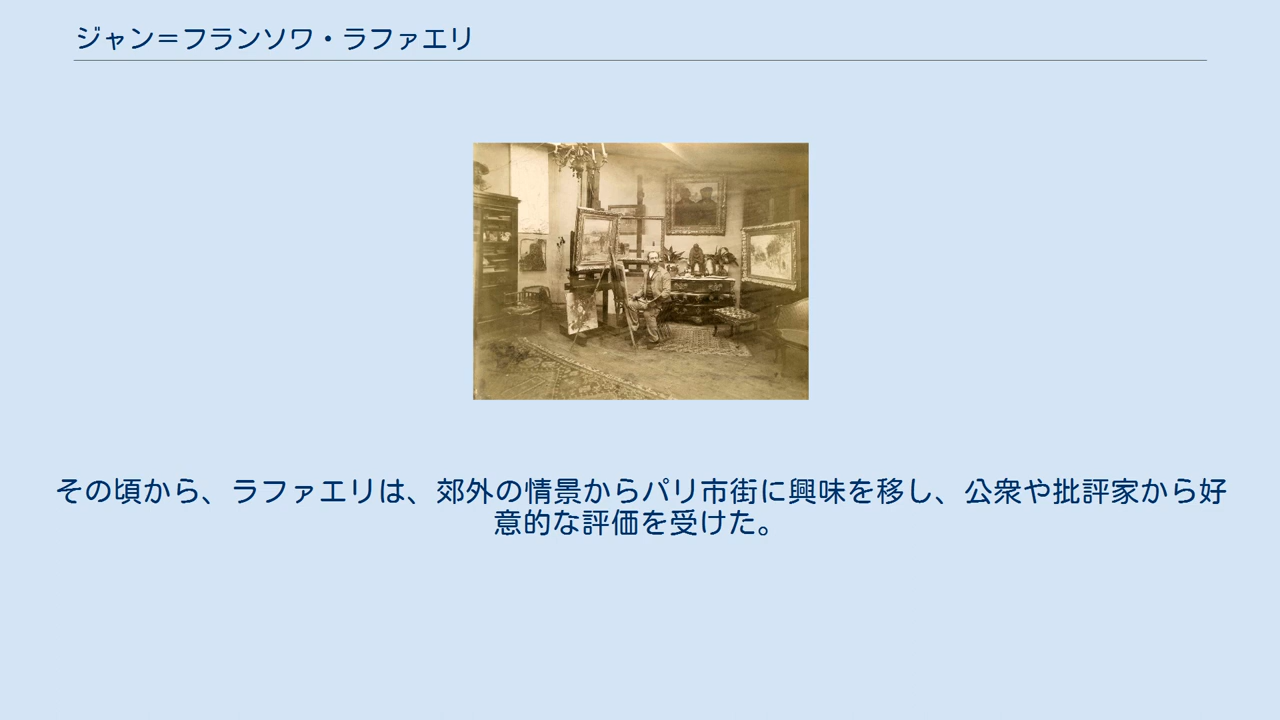 ジャン＝フランソワ・ラファエリ
その頃から、ラファエリは、郊外の情景からパリ市街に興味を移し、公衆や批評家から好
意的な評価を受けた。